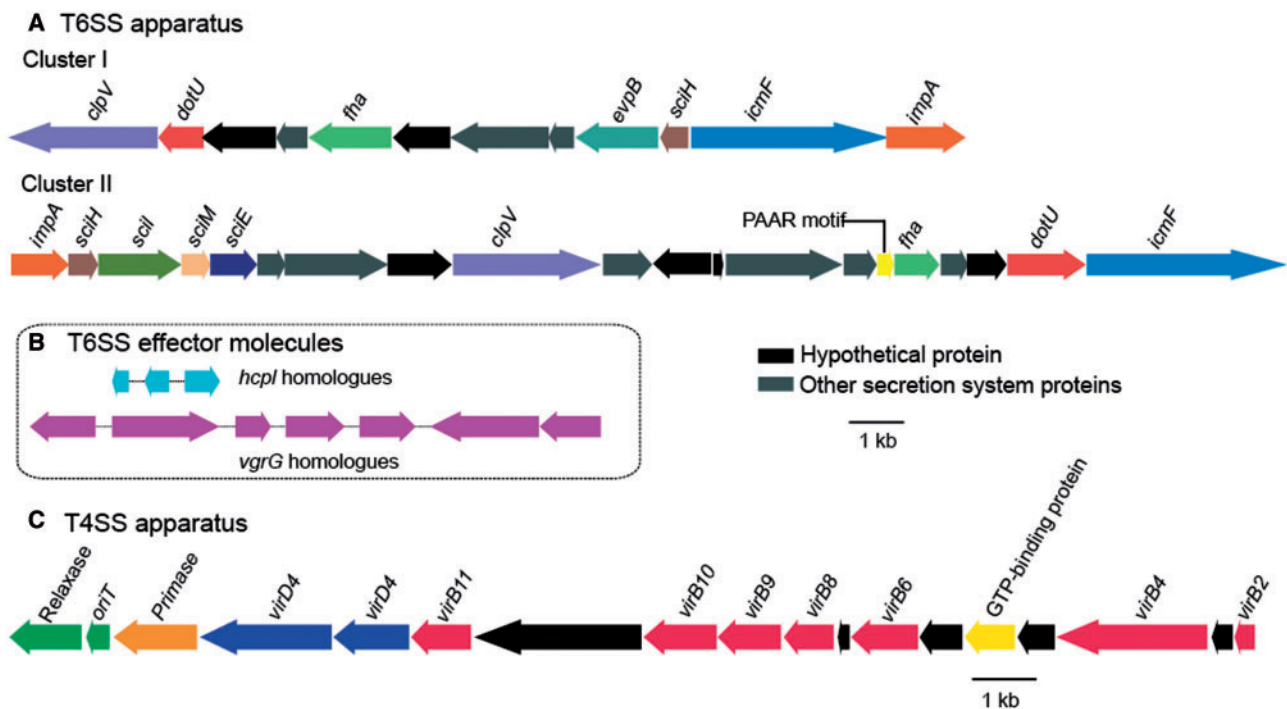 A T6SS apparatus
Cluster I
clpV dotU fha evpB sciH icmF impA
Cluster II
impA sciH sciI sciM sciE clpV PAAR motif fha dotU icmF
B T6SS effector molecules
hcpI homologues
vgrG homologues
Hypothetical protein
Other secretion system proteins
1 kb
C T4SS apparatus
Relaxase oriT Primase virD4 virD4 virB11 virB10 virB9 virB8 virB6 GTP-binding protein virB4 virB2
1 kb